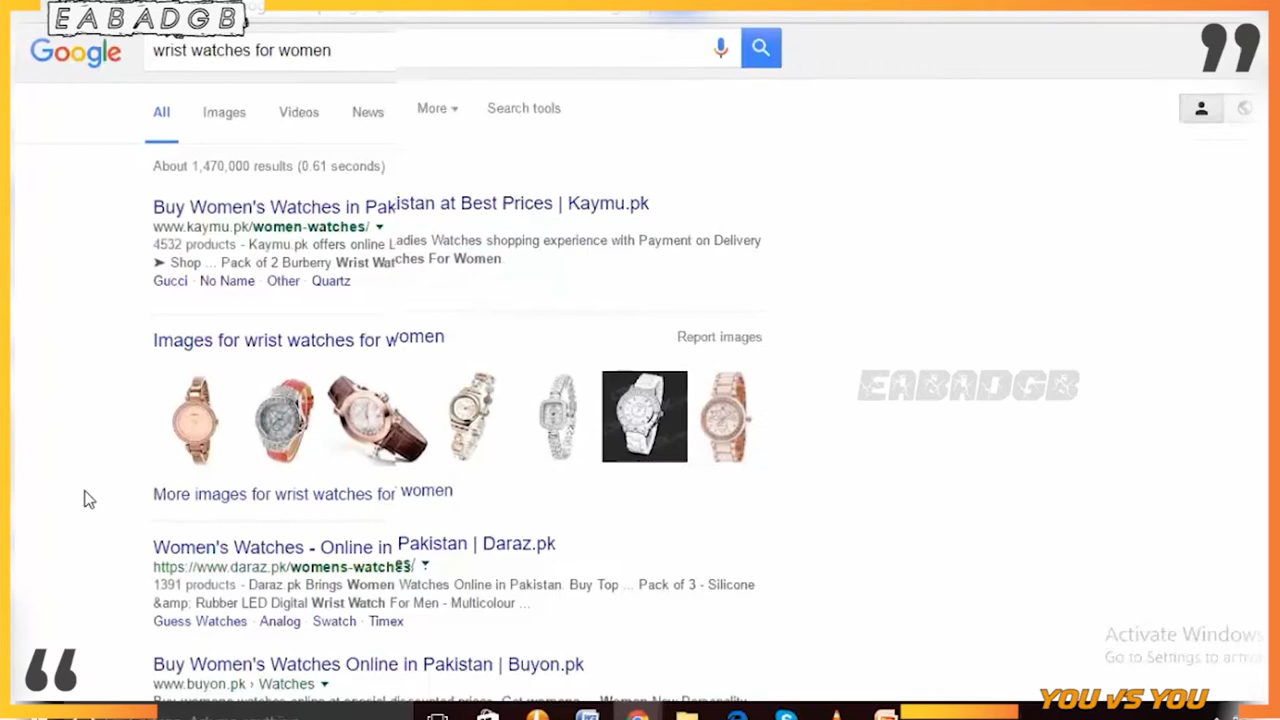 EABADGB
Google
wrist watches for women
All Images Videos News More Search tools
About 1,470,000 results (0.61 seconds)
Buy Women's Watches in Pakistan at Best Prices | Kaymu.pk
www.kaymu.pk/women-watches/
4532 products - Kaymu.pk offers online Ladies Watches shopping experience with Payment on Delivery
➤ Shop ... Pack of 2 Burberry Wrist Watches For Women.
Gucci · No Name · Other · Quartz
Images for wrist watches for women
Report images
EABADGB
More images for wrist watches for women
Women's Watches - Online in Pakistan | Daraz.pk
https://www.daraz.pk/womens-watches/
1391 products - Daraz.pk Brings Women Watches Online in Pakistan. Buy Top ... Pack of 3 - Silicone
&amp; Rubber LED Digital Wrist Watch For Men - Multicolour ...
Guess Watches · Analog · Swatch · Timex
Activate Windows
Go to Settings to activa
Buy Women's Watches Online in Pakistan | Buyon.pk
www.buyon.pk › Watches
YOU vS YOU